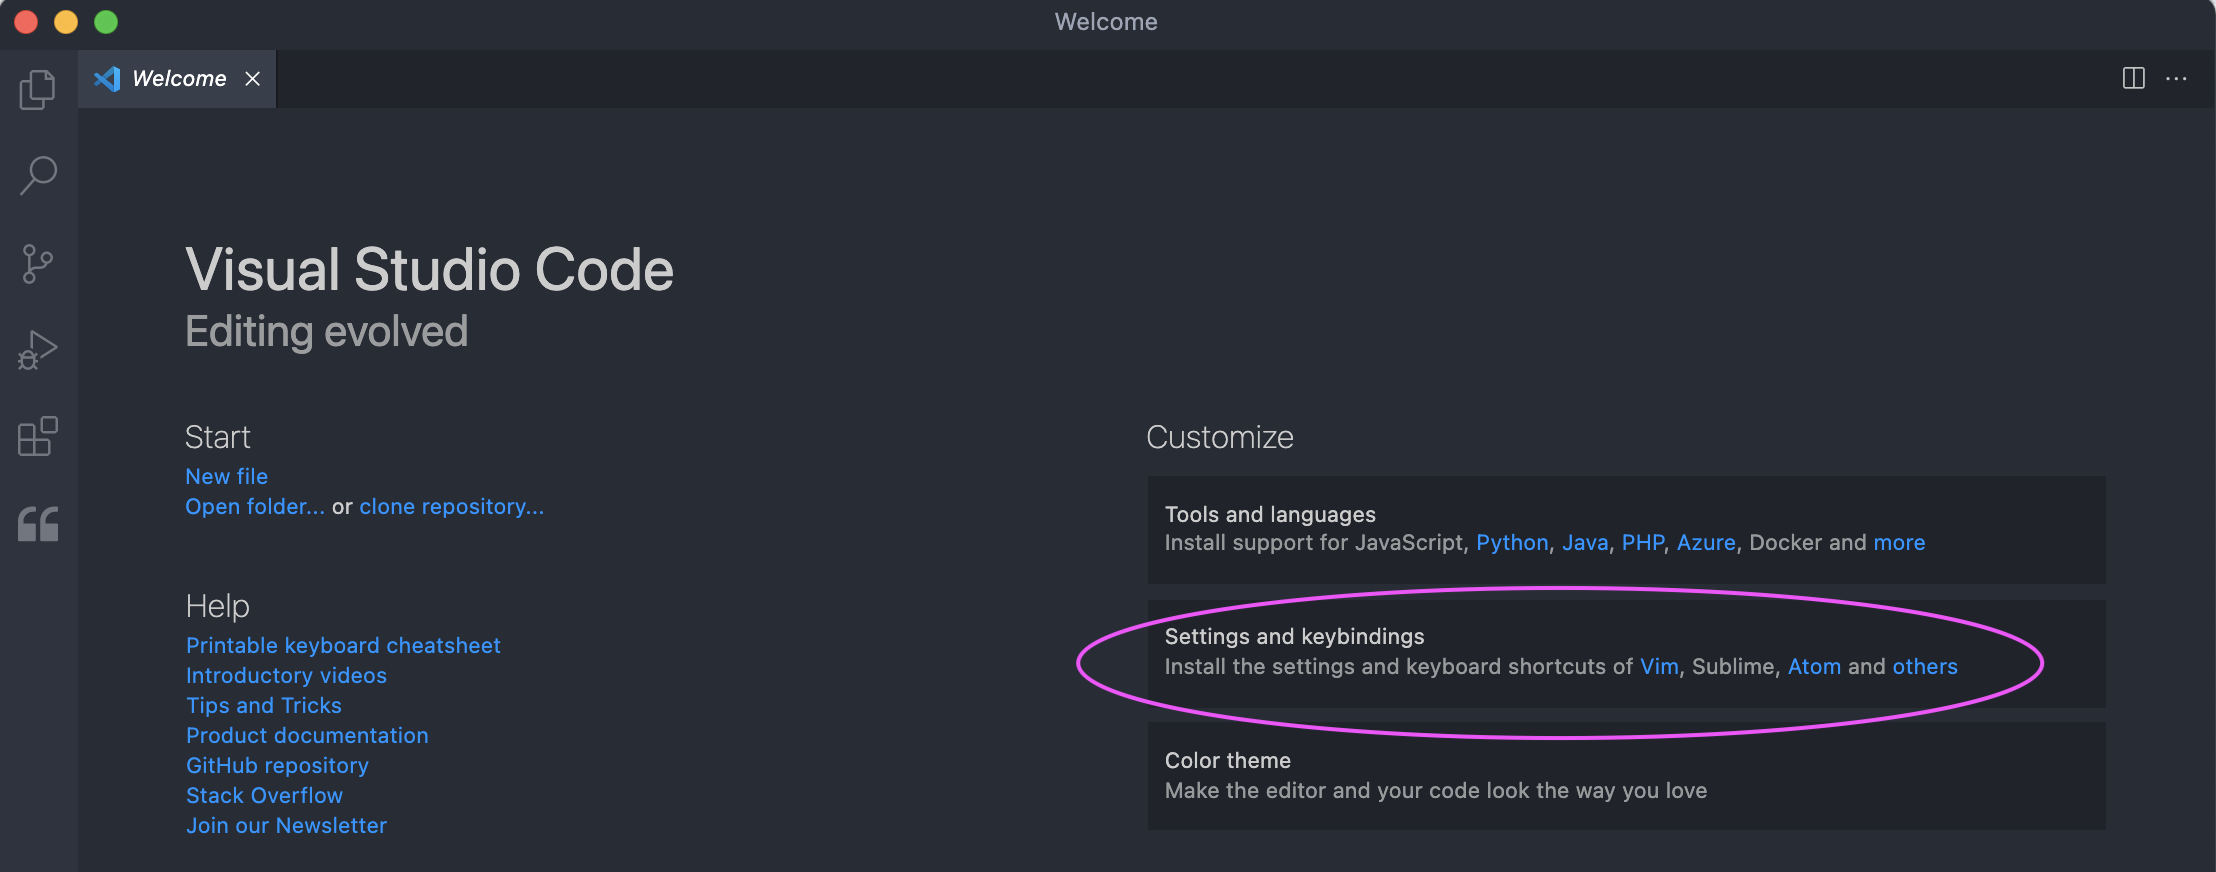 Welcome
Welcome
Visual Studio Code
Editing evolved
Start
New file
Open folder... or clone repository...
Help
Printable keyboard cheatsheet
Introductory videos
Tips and Tricks
Product documentation
GitHub repository
Stack Overflow
Join our Newsletter
Customize
Tools and languages
Install support for JavaScript, Python, Java, PHP, Azure, Docker and more
Settings and keybindings
Install the settings and keyboard shortcuts of Vim, Sublime, Atom and others
Color theme
Make the editor and your code look the way you love